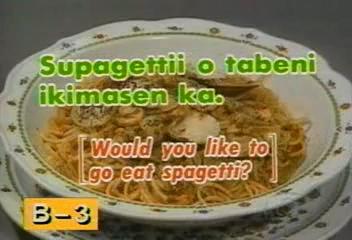 Supagettii o tabeni
ikimasen ka.
[Would you like to
go eat spagetti?]
B-3